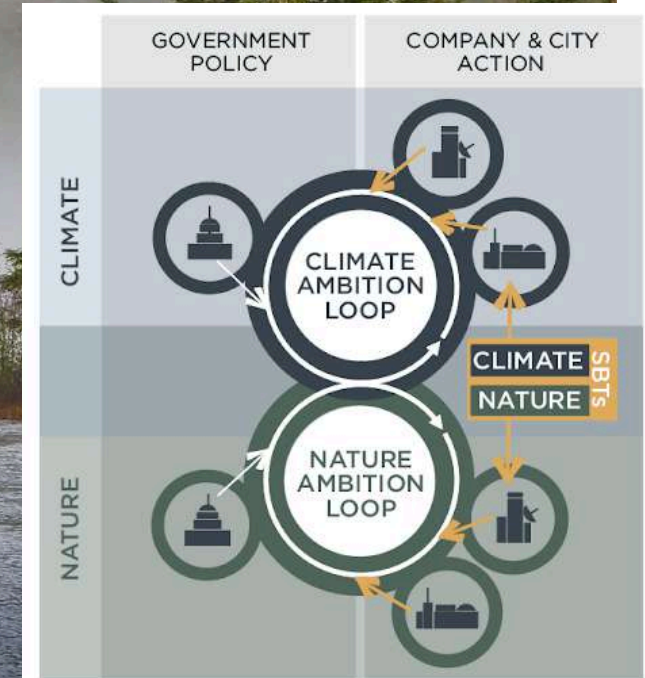 GOVERNMENT
POLICY
COMPANY & CITY
ACTION
CLIMATE
CLIMATE
AMBITION
LOOP
CLIMATE
NATURE
SBTs
NATURE
NATURE
AMBITION
LOOP